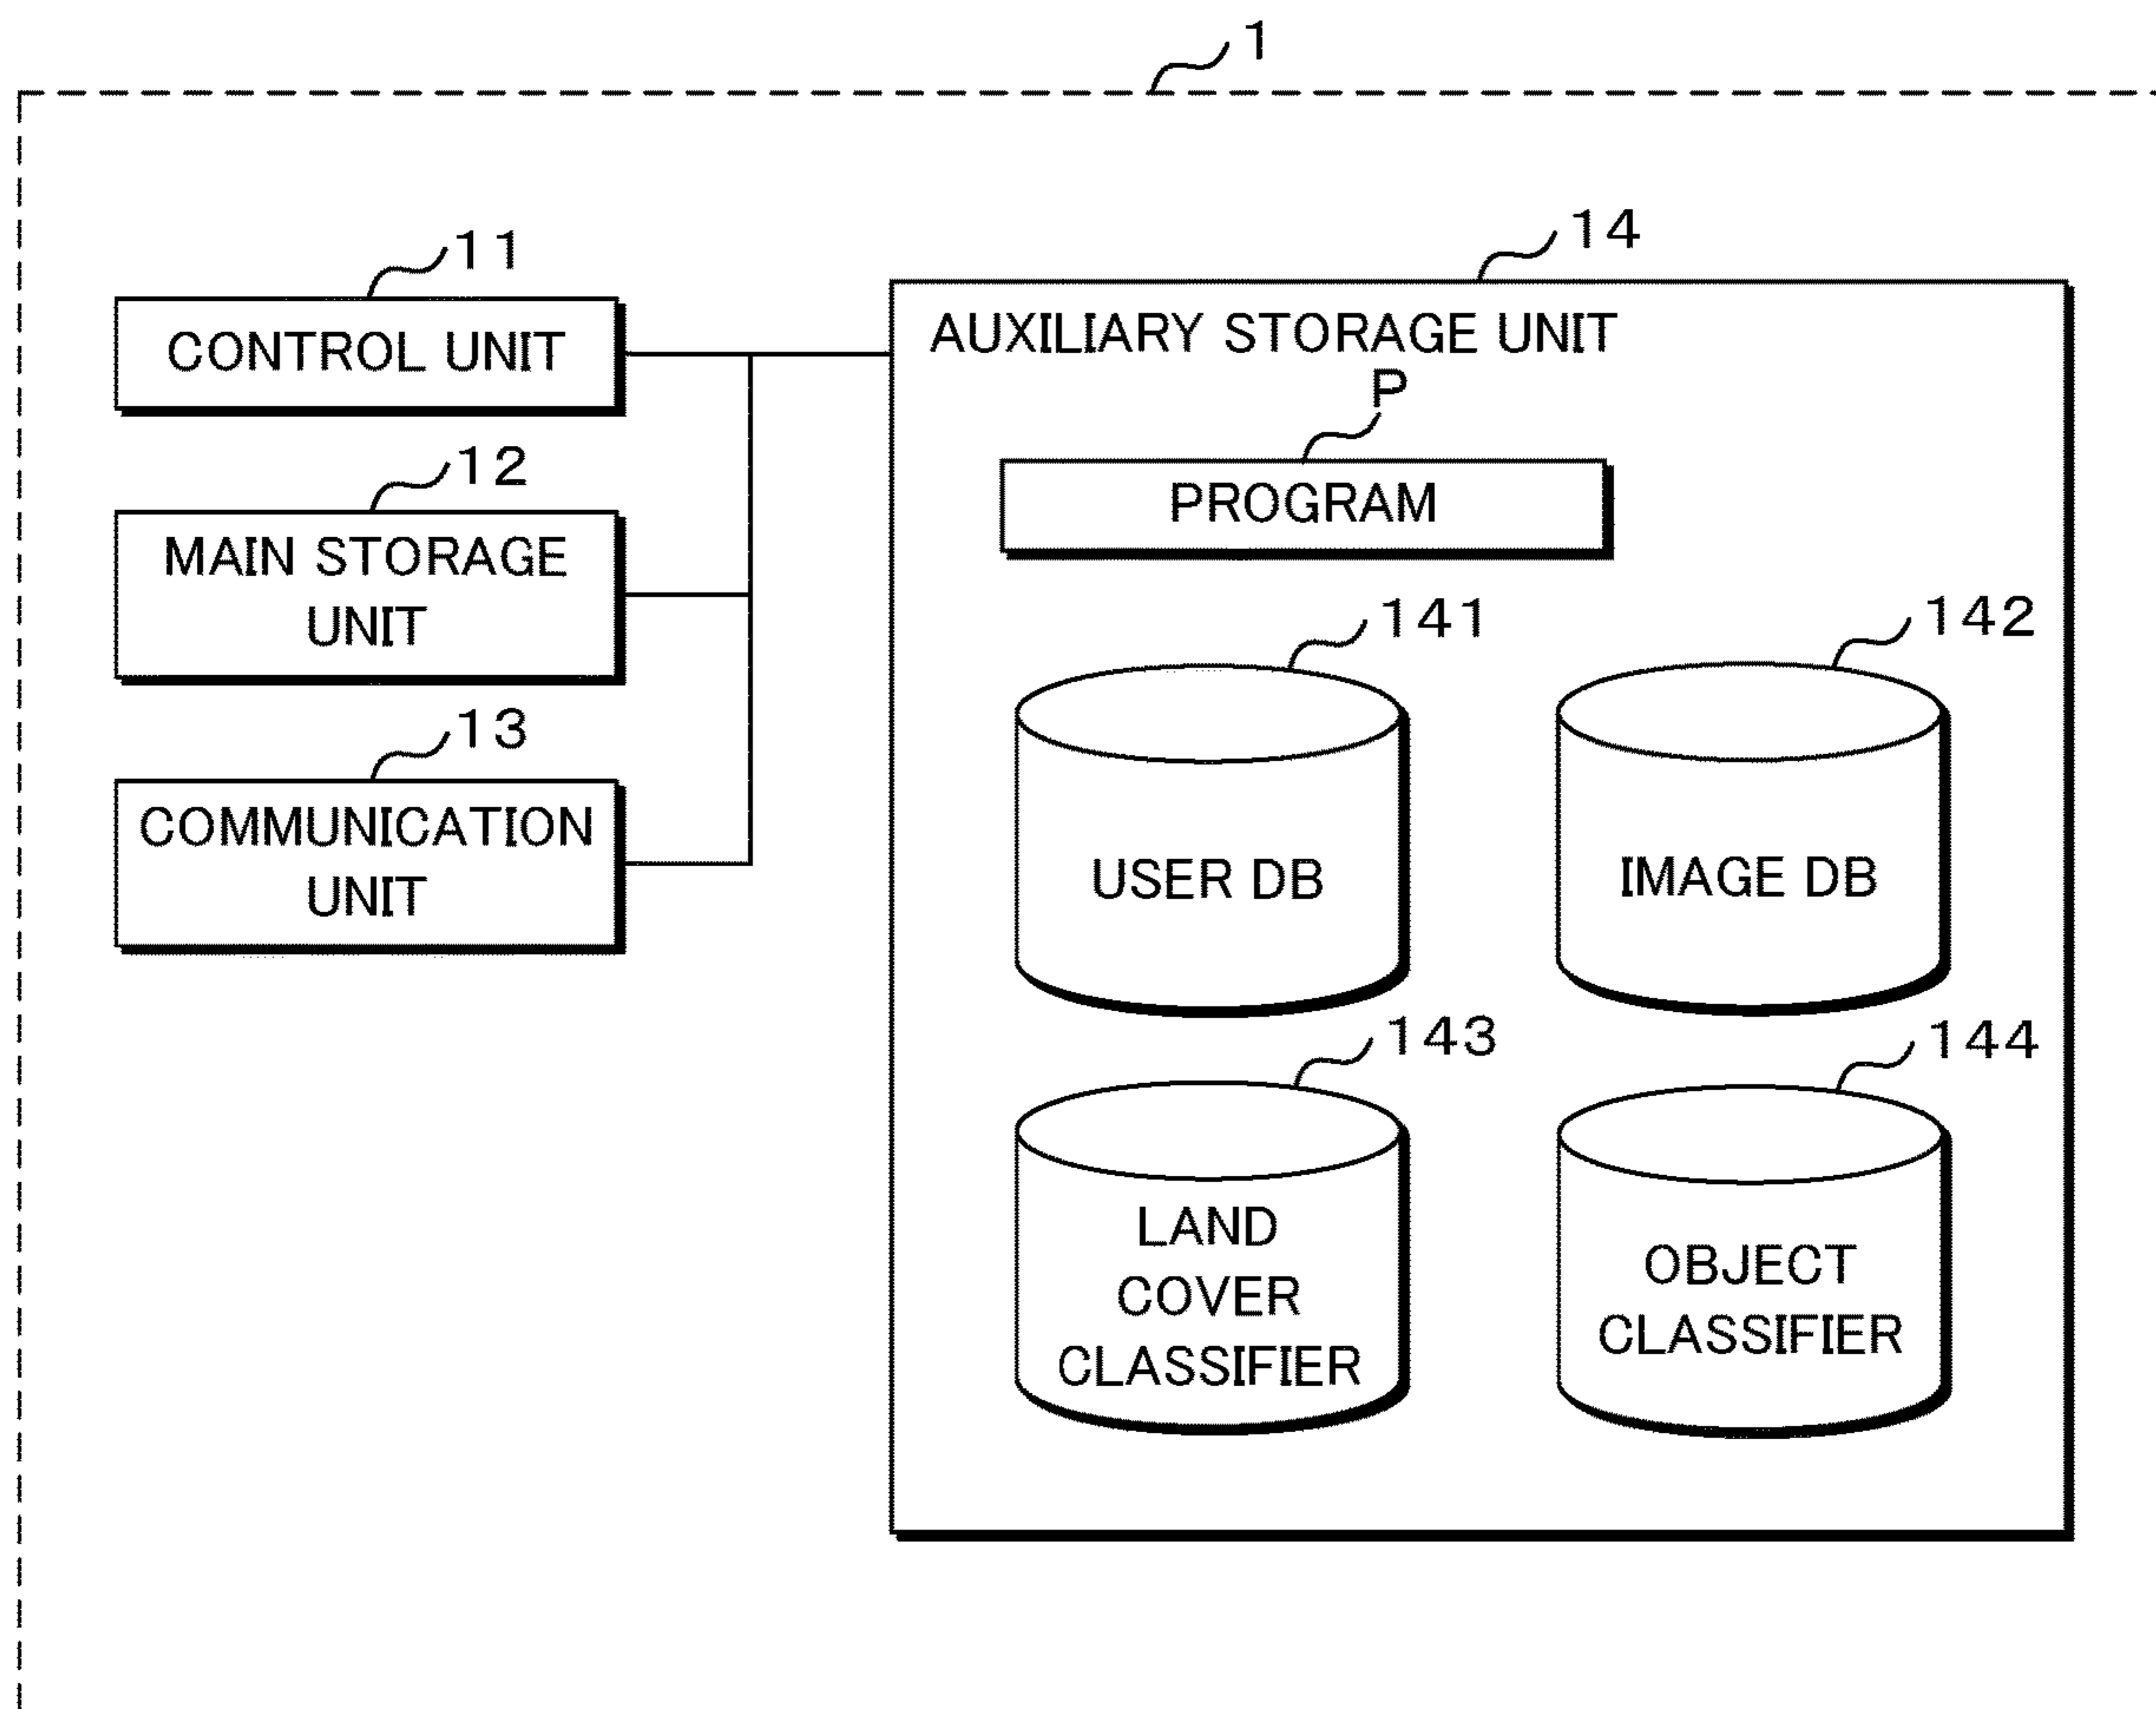 1
11
CONTROL UNIT
12
MAIN STORAGE
UNIT
13
COMMUNICATION
UNIT
14
AUXILIARY STORAGE UNIT
P
PROGRAM
141
USER DB
142
IMAGE DB
143
LAND
COVER
CLASSIFIER
144
OBJECT
CLASSIFIER